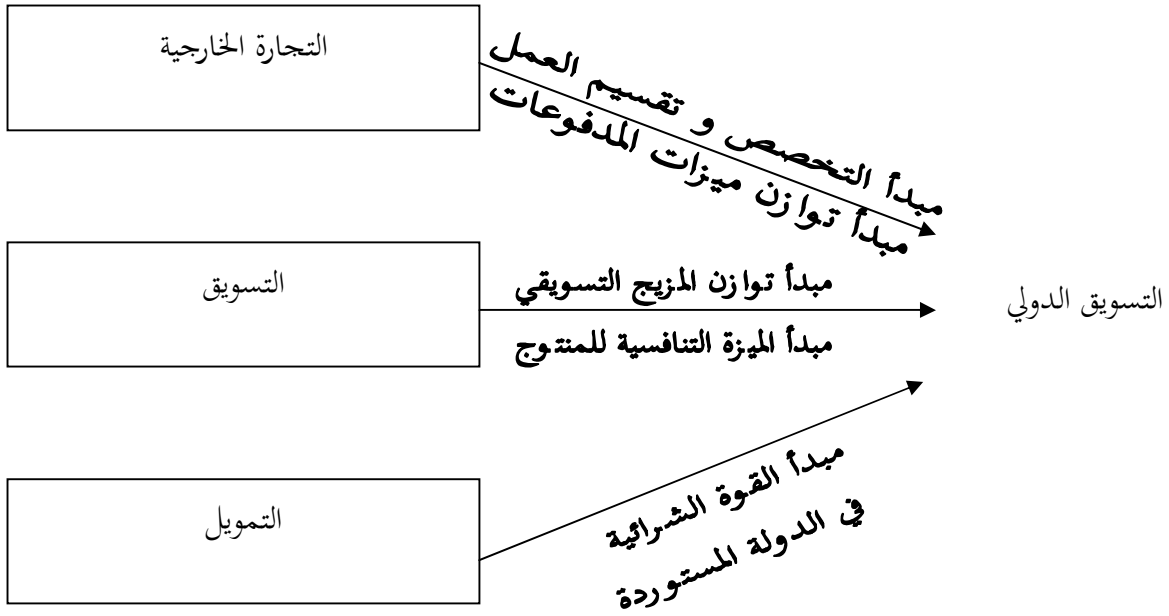 التجارة الخارجية
مبدأ التخصص و تقسيم العمل
مبدأ توازن ميزات المدفوعات
التسويق
مبدأ توازن المزيج التسويقي
مبدأ الميزة التنافسية للمنتوج
التسويق الدولي
التمويل
مبدأ القوة الشرائية
في الدولة المستوردة